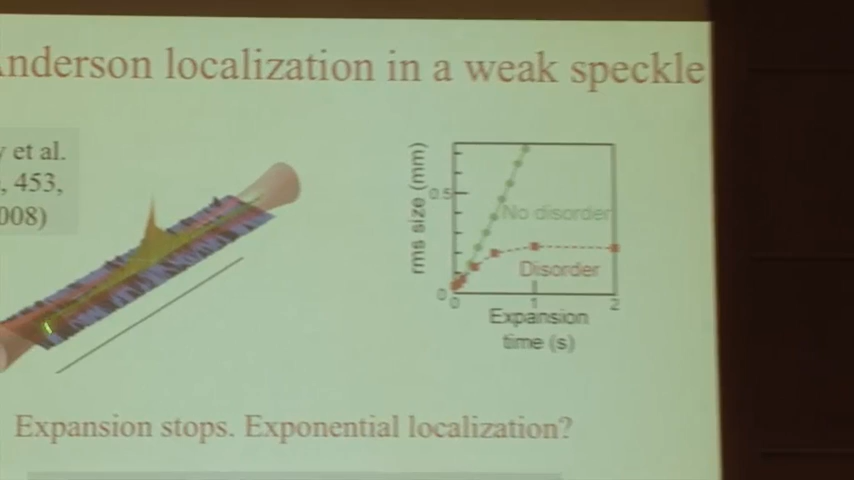 Anderson localization in a weak speckle
et al.
453,
008)
rms size (mm)
0.5
0
No disorder
Disorder
0
1
2
Expansion
time (s)
Expansion stops. Exponential localization?